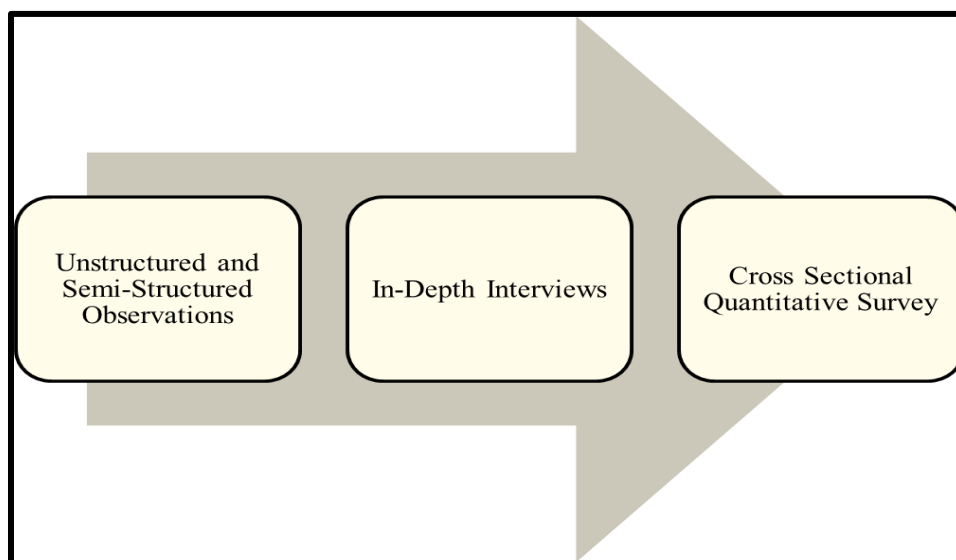 Unstructured and
Semi-Structured
Observations
In-Depth Interviews
Cross Sectional
Quantitative Survey